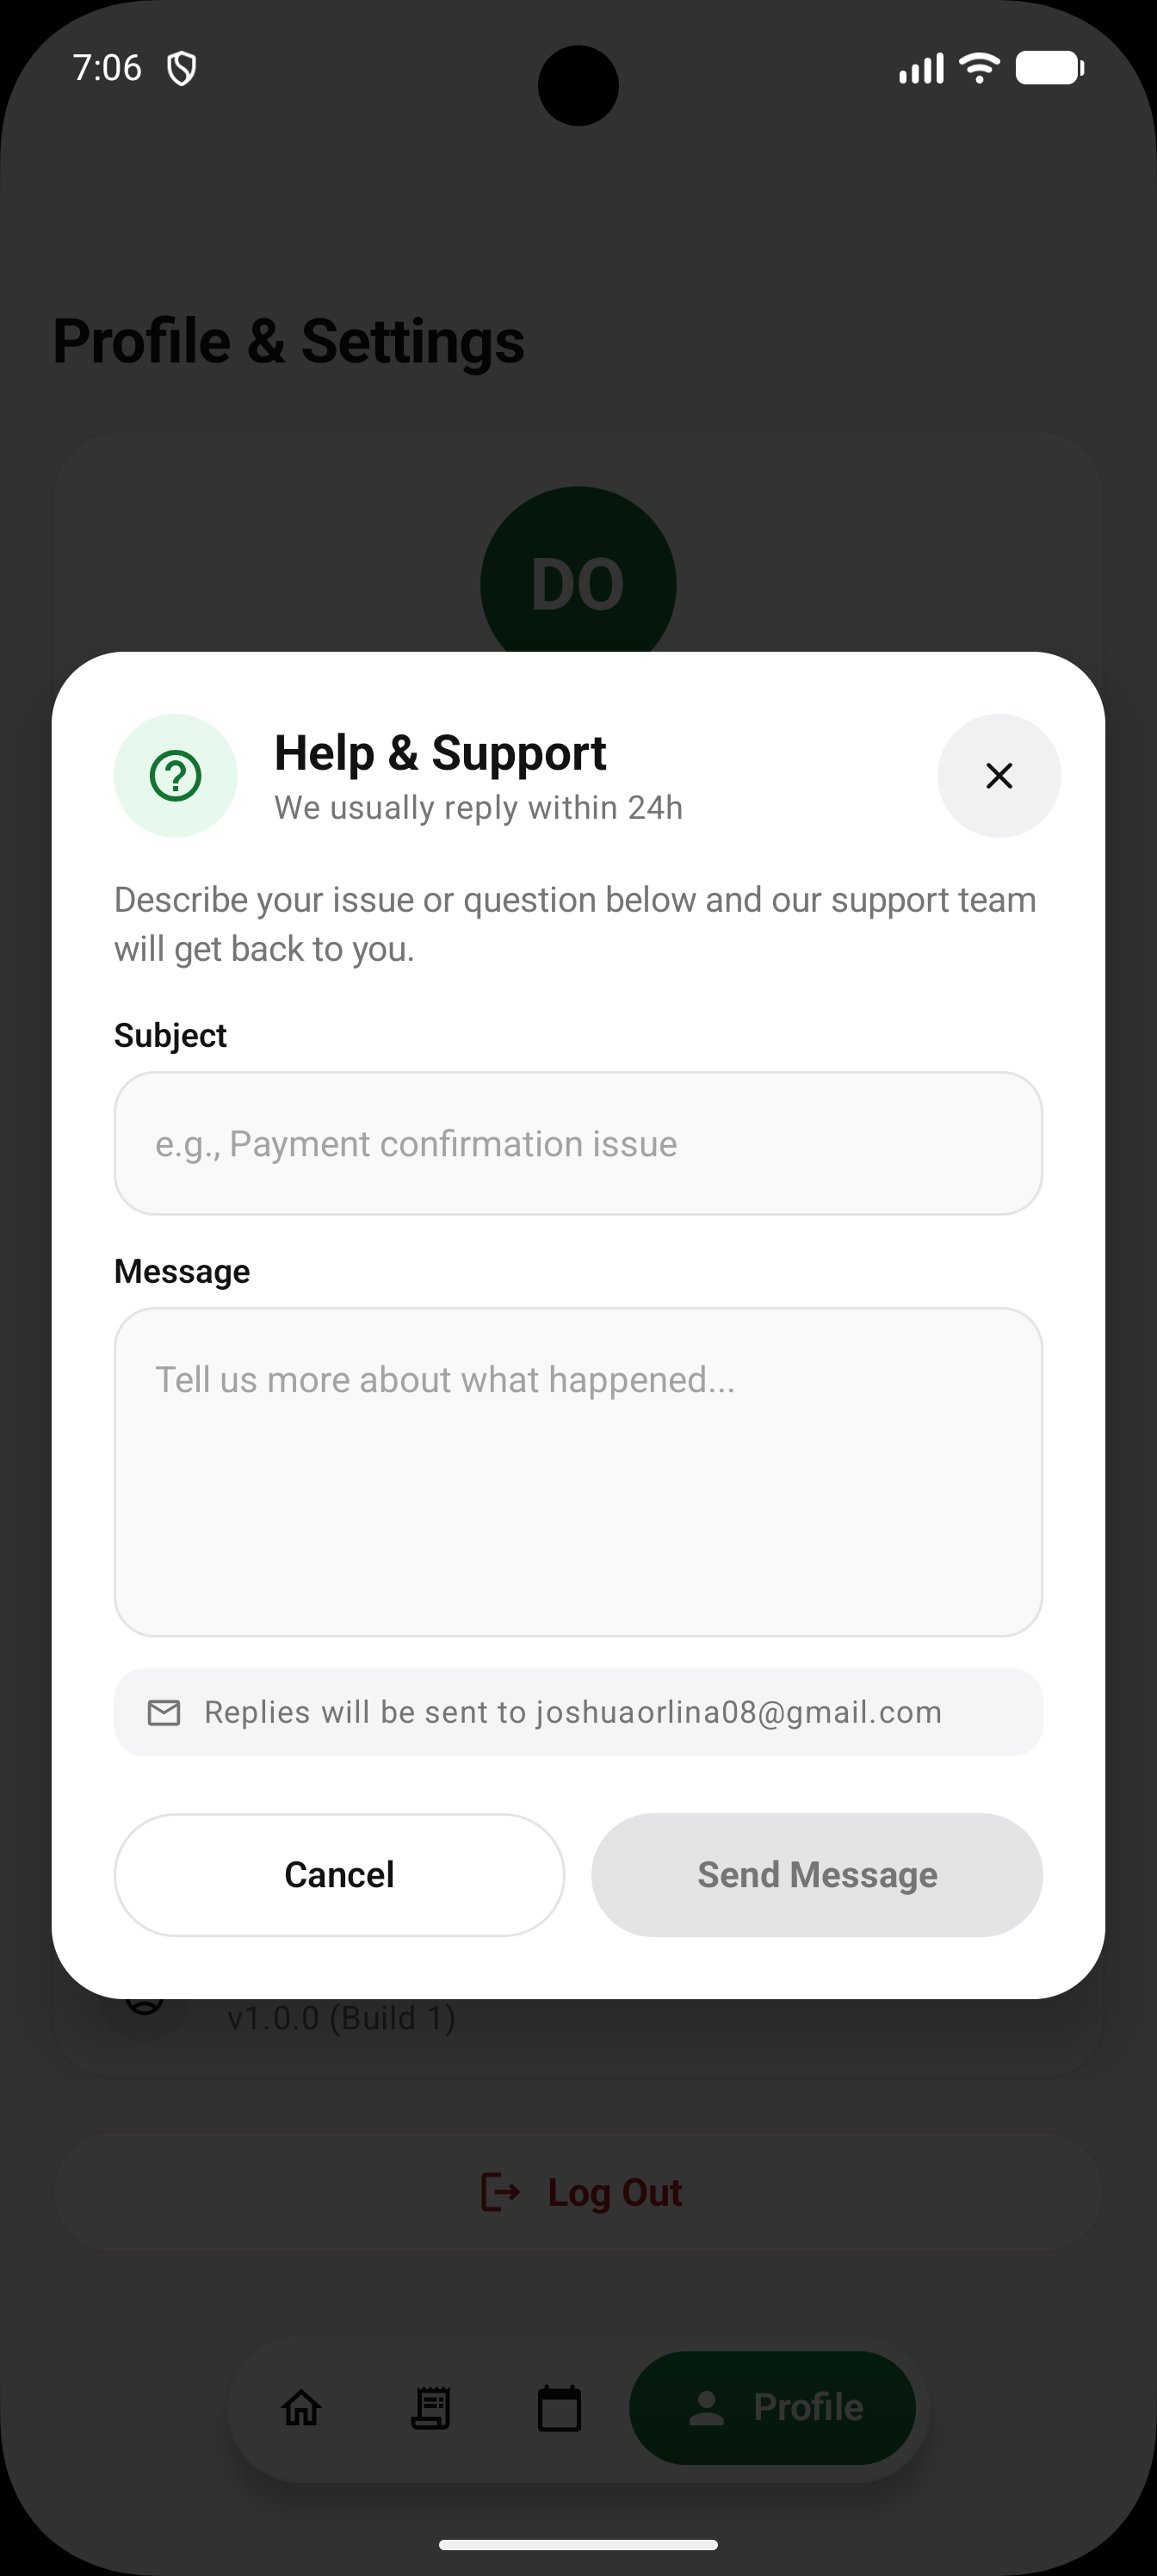 7:06
Profile & Settings
DO
Help & Support
We usually reply within 24h
Describe your issue or question below and our support team
will get back to you.
Subject
e.g., Payment confirmation issue
Message
Tell us more about what happened...
Replies will be sent to joshuaorlina08@gmail.com
Cancel
Send Message
v1.0.0 (Build 1)
Log Out
Profile